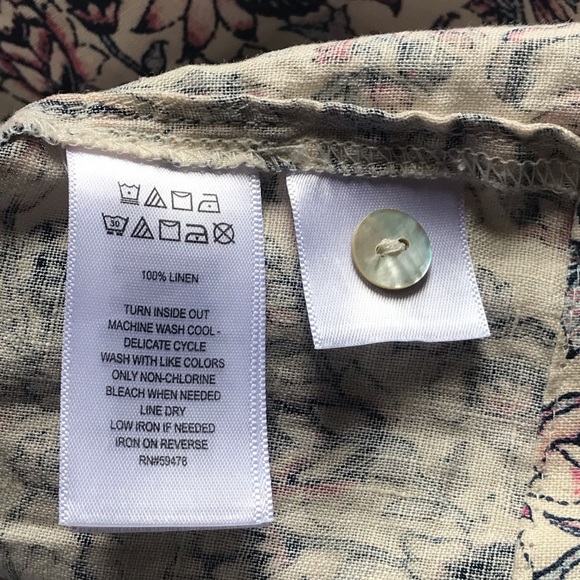 30
100% LINEN
TURN INSIDE OUT
MACHINE WASH COOL -
DELICATE CYCLE
WASH WITH LIKE COLORS
ONLY NON-CHLORINE
BLEACH WHEN NEEDED
LINE DRY
LOW IRON IF NEEDED
IRON ON REVERSE
RN#59478